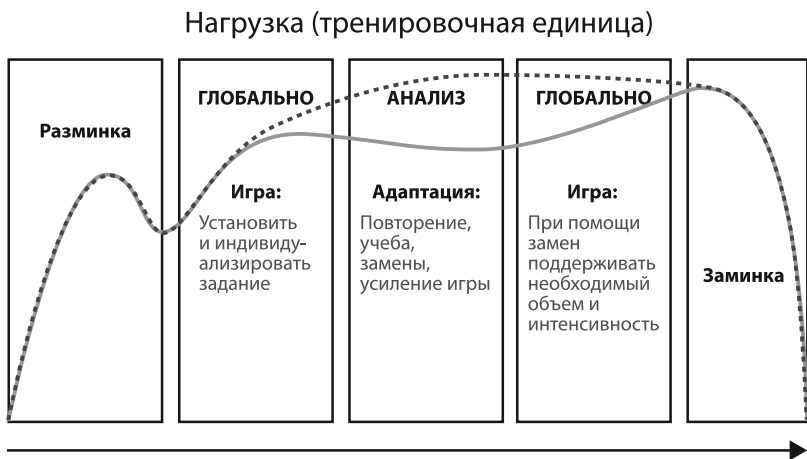 Нагрузка (тренировочная единица)
Разминка
ГЛОБАЛЬНО
Игра:
Установить
и индивиду-
ализировать
задание
АНАЛИЗ
Адаптация:
Повторение,
учеба,
замены,
усиление игры
ГЛОБАЛЬНО
Игра:
При помощи
замен
поддерживать
необходимый
объем и
интенсивность
Заминка